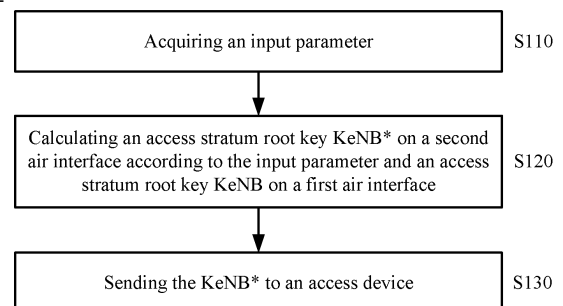 Acquiring an input parameter S110
Calculating an access stratum root key KeNB* on a second
air interface according to the input parameter and an access S120
stratum root key KeNB on a first air interface
Sending the KeNB* to an access device S130